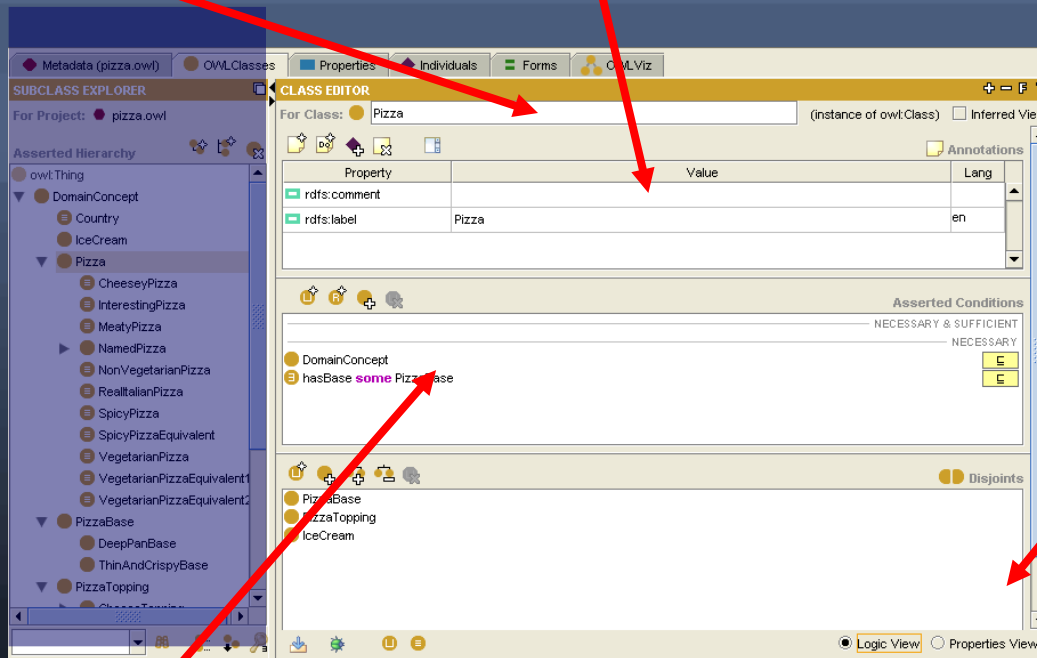 Metadata (pizza.owl) OWLClasses Properties Individuals Forms OWLViz
SUBCLASS EXPLORER
For Project: pizza.owl
Asserted Hierarchy
owl:Thing
DomainConcept
Country
IceCream
Pizza
CheeseyPizza
InterestingPizza
MeatyPizza
NamedPizza
NonVegetarianPizza
RealItalianPizza
SpicyPizza
SpicyPizzaEquivalent
VegetarianPizza
VegetarianPizzaEquivalent1
VegetarianPizzaEquivalent2
PizzaBase
DeepPanBase
ThinAndCrispyBase
PizzaTopping
CLASS EDITOR
For Class: Pizza (instance of owl:Class) Inferred Vie
Annotations
Property Value Lang
rdfs:comment
rdfs:label Pizza en
Asserted Conditions
NECESSARY & SUFFICIENT
NECESSARY
DomainConcept
hasBase some PizzaBase
Disjoints
PizzaBase
PizzaTopping
IceCream
Logic View Properties View